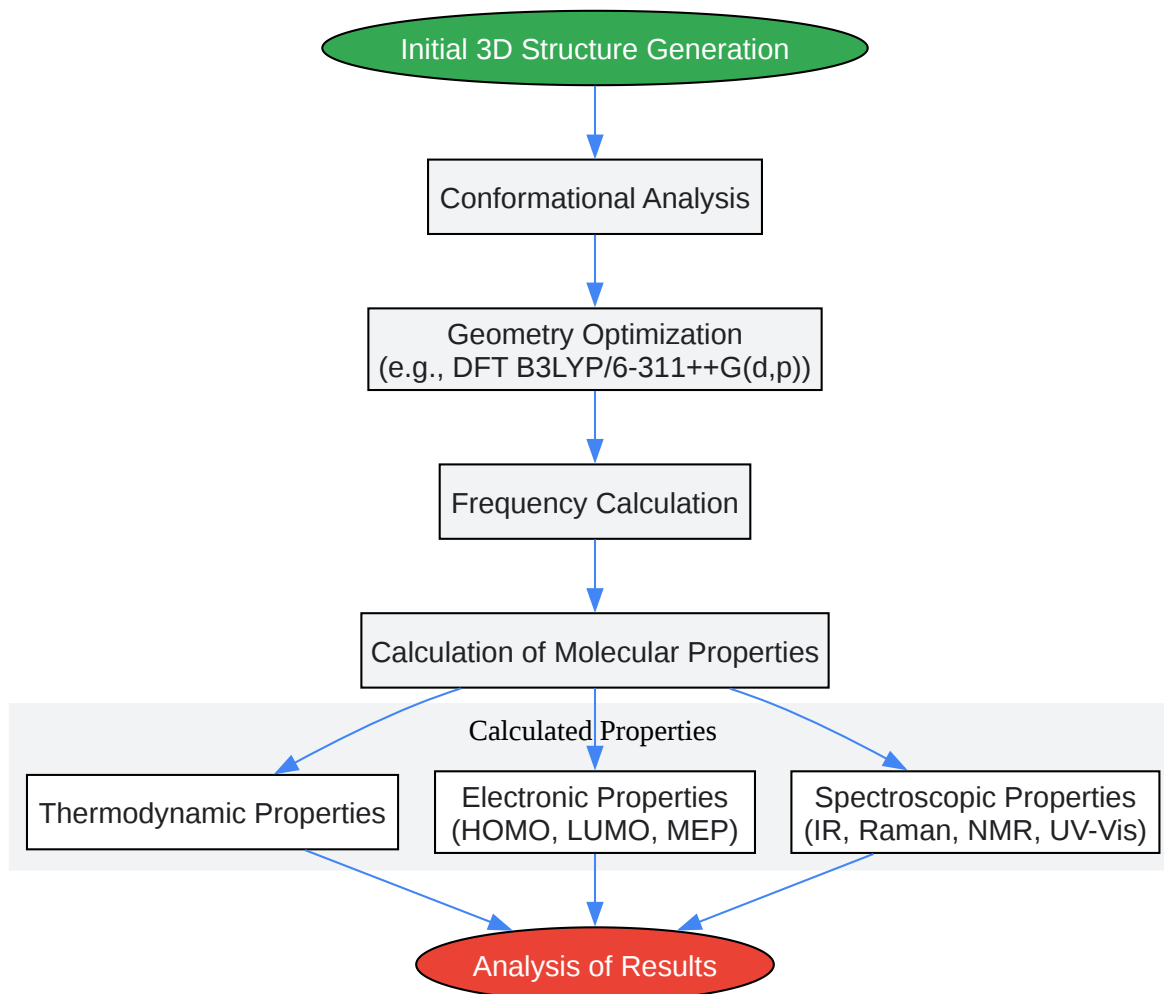 Initial 3D Structure Generation
Conformational Analysis
Geometry Optimization
(e.g., DFT B3LYP/6-311++G(d,p))
Frequency Calculation
Calculation of Molecular Properties
Calculated Properties
Thermodynamic Properties
Electronic Properties
(HOMO, LUMO, MEP)
Spectroscopic Properties
(IR, Raman, NMR, UV-Vis)
Analysis of Results